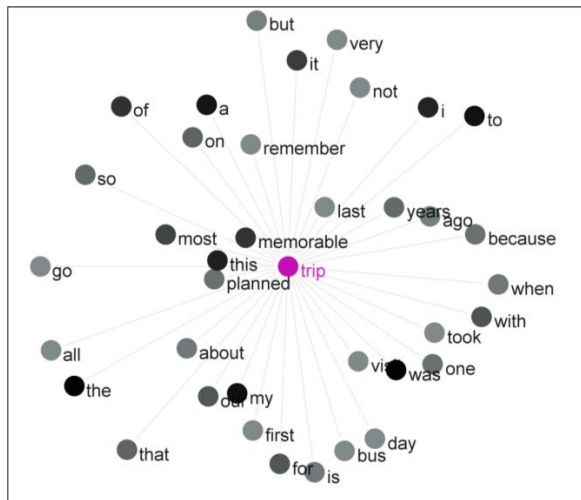 but
very
it
not
of
a
i
to
on
remember
so
last
years
ago
most
memorable
because
this
trip
go
planned
when
with
took
all
about
visit
was
one
the
our
my
first
day
that
for
is
bus